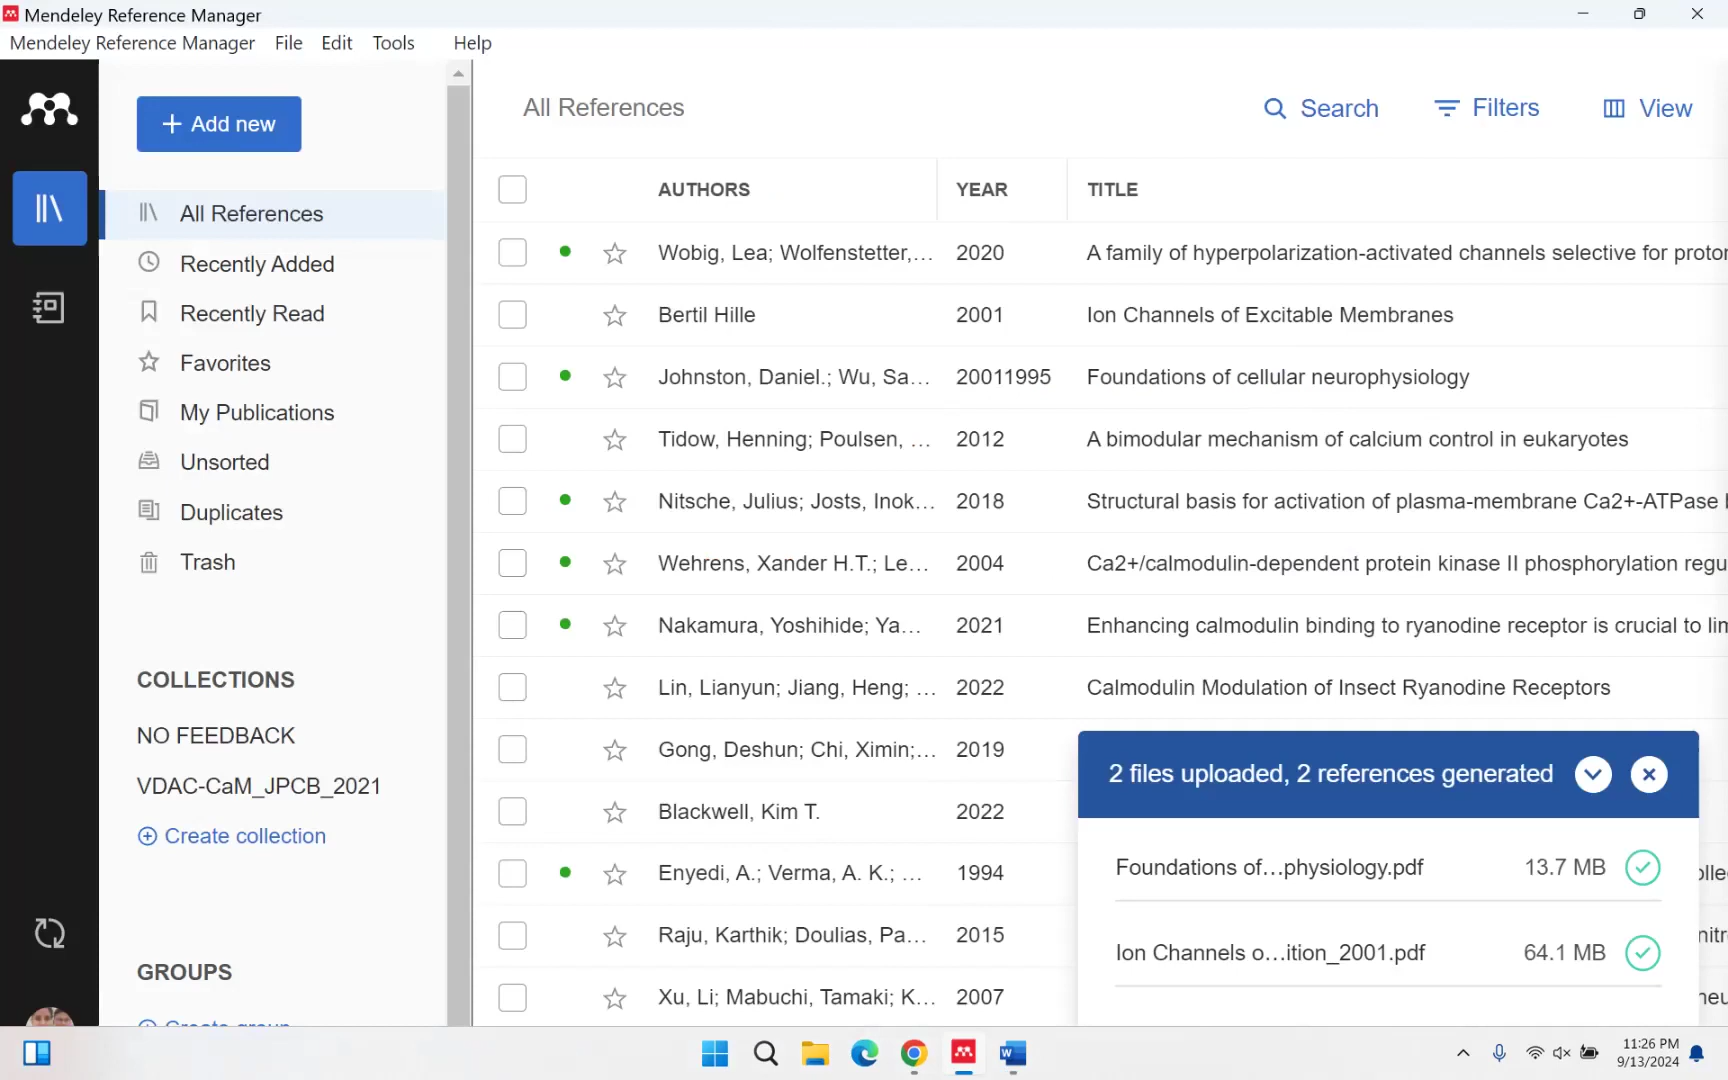 Mendeley Reference Manager
Mendeley Reference Manager File Edit Tools Help
+ Add new
All References
Recently Added
Recently Read
Favorites
My Publications
Unsorted
Duplicates
Trash
COLLECTIONS
NO FEEDBACK
VDAC-CaM_JPCB_2021
Create collection
GROUPS
Create group
All References Search Filters View
AUTHORS YEAR TITLE
Wobig, Lea; Wolfenstetter,... 2020 A family of hyperpolarization-activated channels selective for proto
Bertil Hille 2001 Ion Channels of Excitable Membranes
Johnston, Daniel.; Wu, Sa... 20011995 Foundations of cellular neurophysiology
Tidow, Henning; Poulsen, ... 2012 A bimodular mechanism of calcium control in eukaryotes
Nitsche, Julius; Josts, Inok... 2018 Structural basis for activation of plasma-membrane Ca2+-ATPase
Wehrens, Xander H.T.; Le... 2004 Ca2+/calmodulin-dependent protein kinase II phosphorylation regu
Nakamura, Yoshihide; Ya... 2021 Enhancing calmodulin binding to ryanodine receptor is crucial to lim
Lin, Lianyun; Jiang, Heng; ... 2022 Calmodulin Modulation of Insect Ryanodine Receptors
Gong, Deshun; Chi, Ximin;... 2019
Blackwell, Kim T. 2022
Enyedi, A.; Verma, A. K.; ... 1994
Raju, Karthik; Doulias, Pa... 2015
Xu, Li; Mabuchi, Tamaki; K... 2007
2 files uploaded, 2 references generated
Foundations of...physiology.pdf 13.7 MB
Ion Channels o...ition_2001.pdf 64.1 MB
11:26 PM
9/13/2024